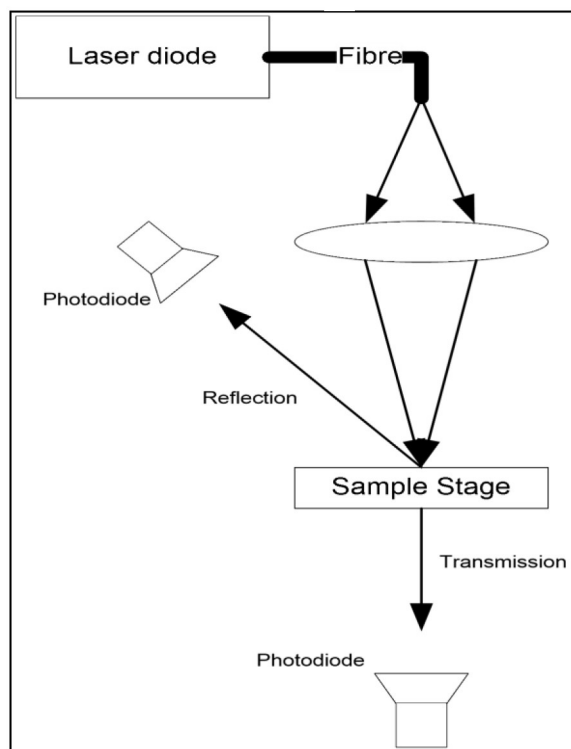 Laser diode
Fibre
Photodiode
Reflection
Sample Stage
Transmission
Photodiode